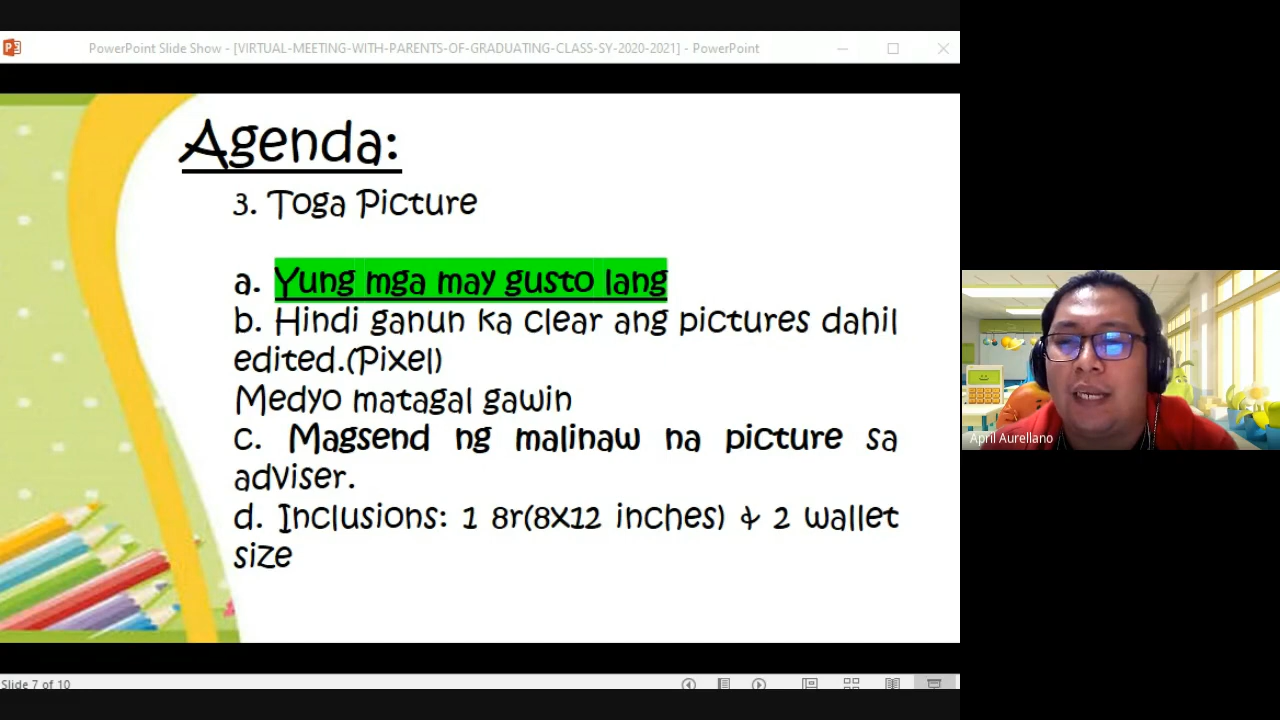 PowerPoint Slide Show - [VIRTUAL-MEETING-WITH-PARENTS-OF-GRADUATING-CLASS-SY-2020-2021] - PowerPoint
Agenda:
3. Toga Picture
a. Yung mga may gusto lang
b. Hindi ganun ka clear ang pictures dahil
edited.(Pixel)
Medyo matagal gawin
c. Magsend ng malinaw na picture sa
adviser.
d. Inclusions: 1 8r(8x12 inches) & 2 wallet
size
April Aurellano
Slide 7 of 10